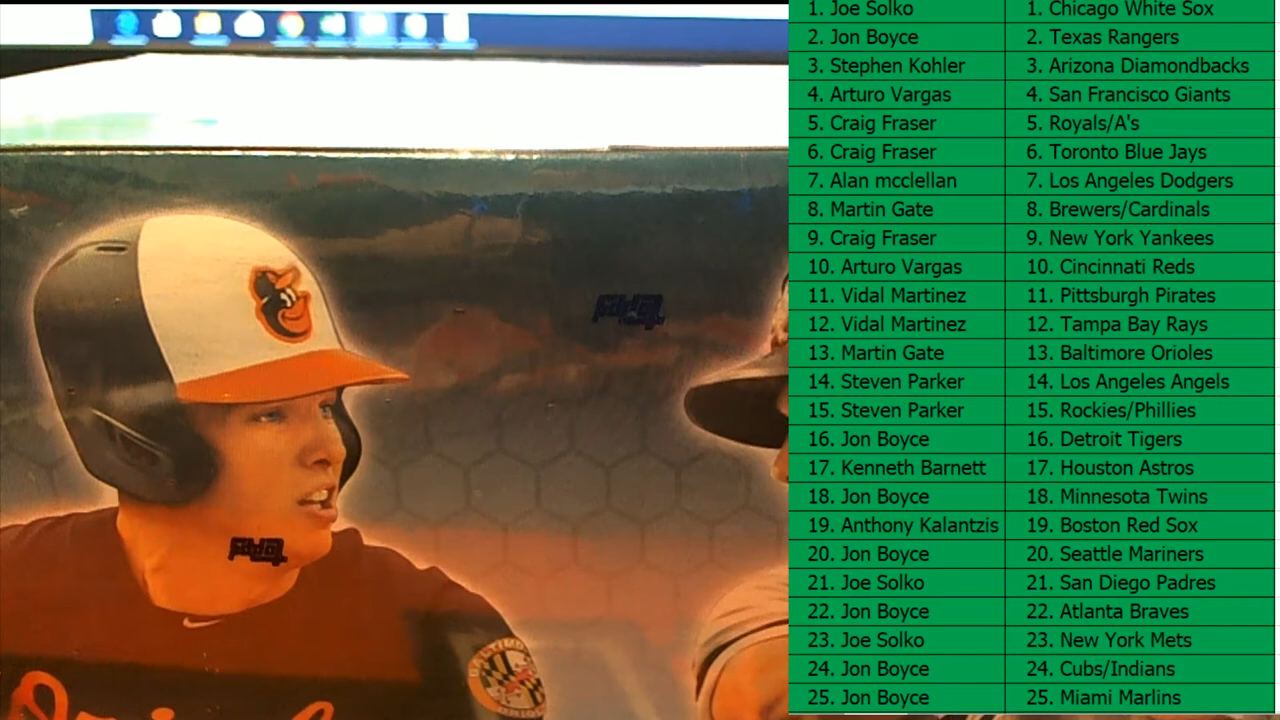 1. Joe Solko 1. Chicago White Sox
2. Jon Boyce 2. Texas Rangers
3. Stephen Kohler 3. Arizona Diamondbacks
4. Arturo Vargas 4. San Francisco Giants
5. Craig Fraser 5. Royals/A's
6. Craig Fraser 6. Toronto Blue Jays
7. Alan mcclellan 7. Los Angeles Dodgers
8. Martin Gate 8. Brewers/Cardinals
9. Craig Fraser 9. New York Yankees
10. Arturo Vargas 10. Cincinnati Reds
11. Vidal Martinez 11. Pittsburgh Pirates
12. Vidal Martinez 12. Tampa Bay Rays
13. Martin Gate 13. Baltimore Orioles
14. Steven Parker 14. Los Angeles Angels
15. Steven Parker 15. Rockies/Phillies
16. Jon Boyce 16. Detroit Tigers
17. Kenneth Barnett 17. Houston Astros
18. Jon Boyce 18. Minnesota Twins
19. Anthony Kalantzis 19. Boston Red Sox
20. Jon Boyce 20. Seattle Mariners
21. Joe Solko 21. San Diego Padres
22. Jon Boyce 22. Atlanta Braves
23. Joe Solko 23. New York Mets
24. Jon Boyce 24. Cubs/Indians
25. Jon Boyce 25. Miami Marlins